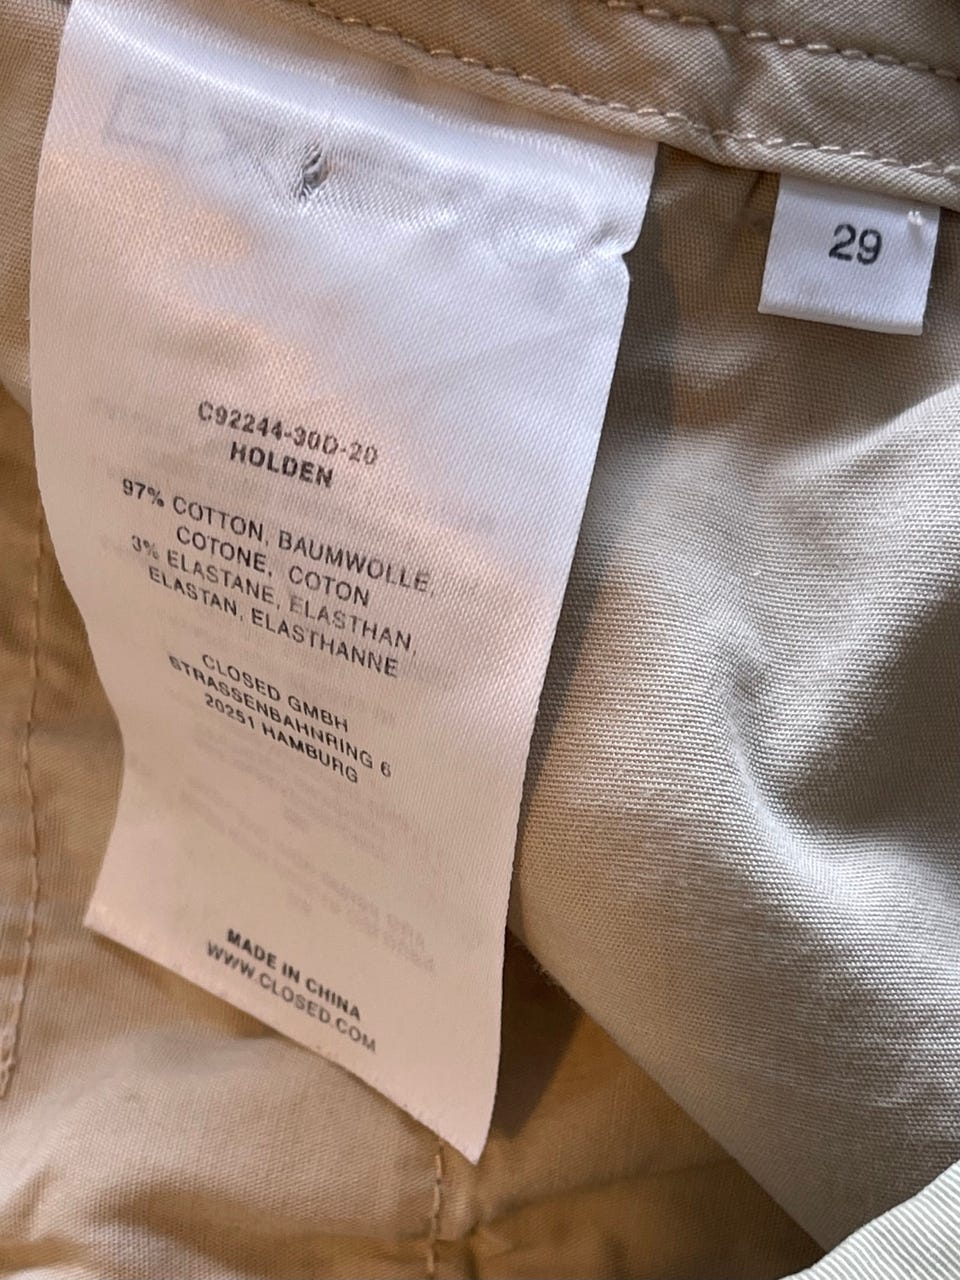 C92244-30D-20
HOLDEN
97% COTTON, BAUMWOLLE,
COTONE, COTON
3% ELASTANE, ELASTHAN,
ELASTAN, ELASTHANNE
CLOSED GMBH
STRASSENBAHNRING 6
20251 HAMBURG
MADE IN CHINA
WWW.CLOSED.COM
29